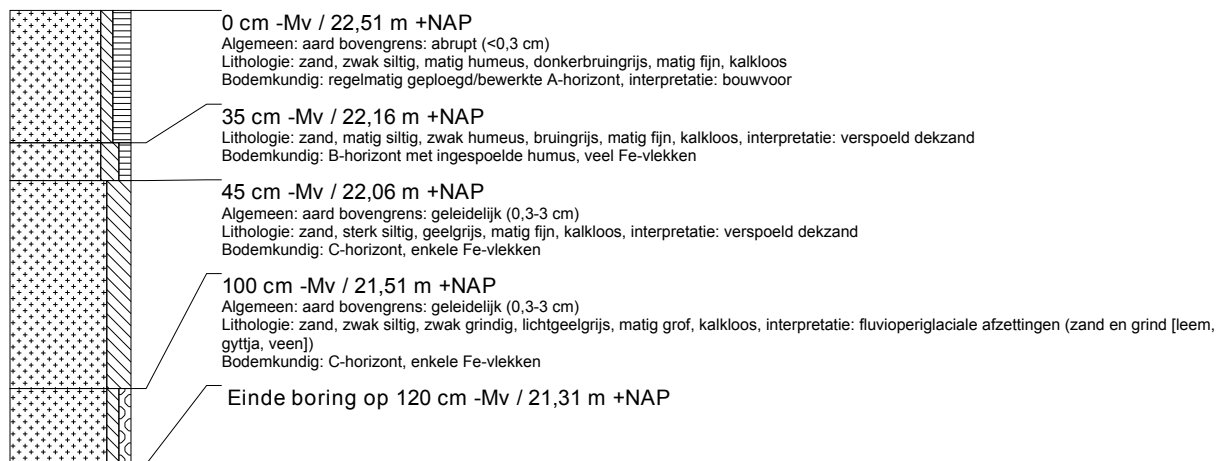 0 cm -Mv / 22,51 m +NAP
Algemeen: aard bovengrens: abrupt (<0,3 cm)
Lithologie: zand, zwak siltig, matig humeus, donkerbruingrijs, matig fijn, kalkloos
Bodemkundig: regelmatig geploegd/bewerkte A-horizont, interpretatie: bouwvoor
35 cm -Mv / 22,16 m +NAP
Lithologie: zand, matig siltig, zwak humeus, bruingrijs, matig fijn, kalkloos, interpretatie: verspoeld dekzand
Bodemkundig: B-horizont met ingespoelde humus, veel Fe-vlekken
45 cm -Mv / 22,06 m +NAP
Algemeen: aard bovengrens: geleidelijk (0,3-3 cm)
Lithologie: zand, sterk siltig, geelgrijs, matig fijn, kalkloos, interpretatie: verspoeld dekzand
Bodemkundig: C-horizont, enkele Fe-vlekken
100 cm -Mv / 21,51 m +NAP
Algemeen: aard bovengrens: geleidelijk (0,3-3 cm)
Lithologie: zand, zwak siltig, zwak grindig, lichtgeelgrijs, matig grof, kalkloos, interpretatie: fluvioperiglaciale afzettingen (zand en grind [leem,
gyttja, veen])
Bodemkundig: C-horizont, enkele Fe-vlekken
Einde boring op 120 cm -Mv / 21,31 m +NAP